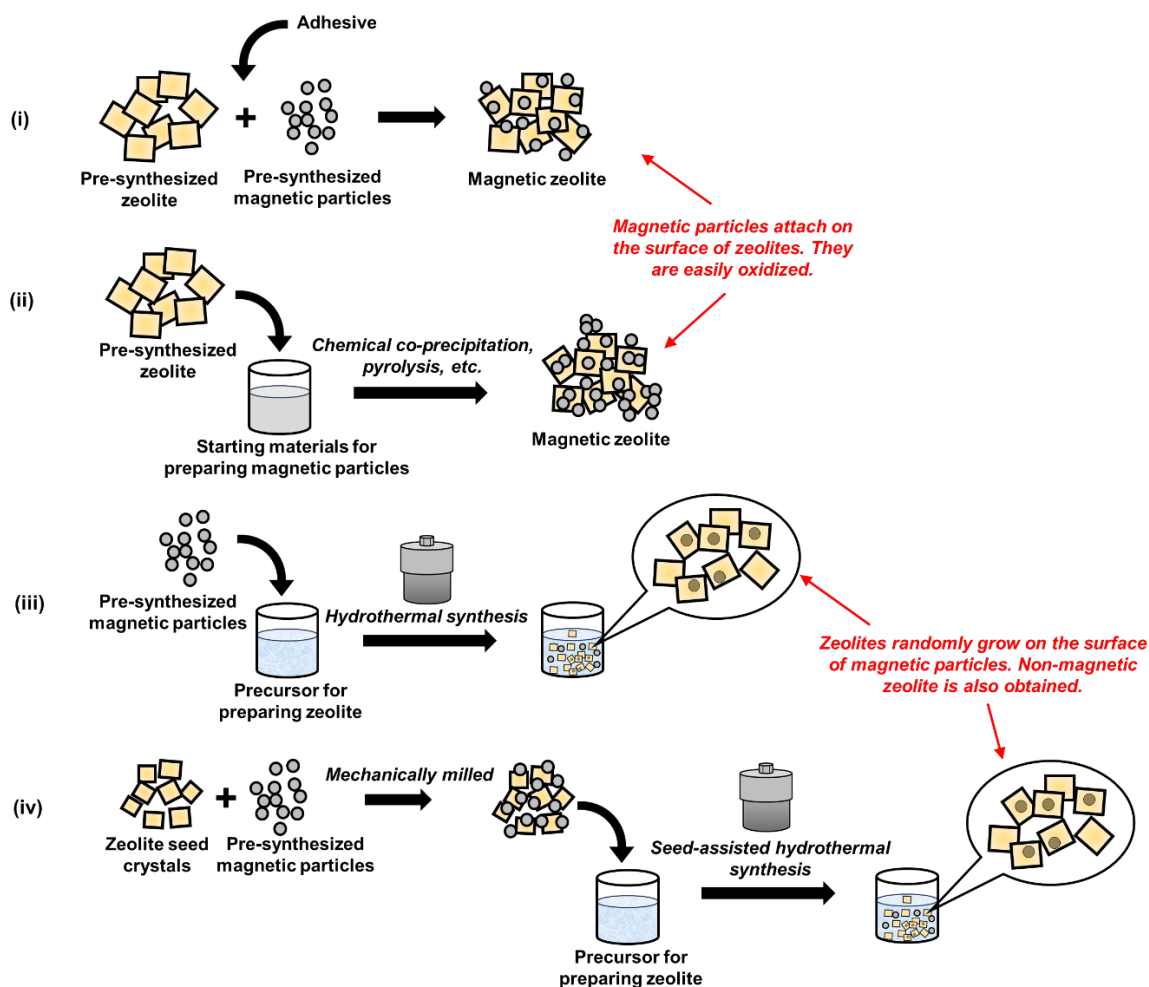 Adhesive
(i)
Pre-synthesized
zeolite
+
Pre-synthesized
magnetic particles
Magnetic zeolite
Magnetic particles attach on
the surface of zeolites. They
are easily oxidized.
(ii)
Pre-synthesized
zeolite
Chemical co-precipitation,
pyrolysis, etc.
Starting materials for
preparing magnetic particles
Magnetic zeolite
(iii)
Pre-synthesized
magnetic particles
Hydrothermal synthesis
Precursor for
preparing zeolite
Zeolites randomly grow on the surface
of magnetic particles. Non-magnetic
zeolite is also obtained.
(iv)
Zeolite seed
crystals
+
Pre-synthesized
magnetic particles
Mechanically milled
Seed-assisted hydrothermal
synthesis
Precursor for
preparing zeolite